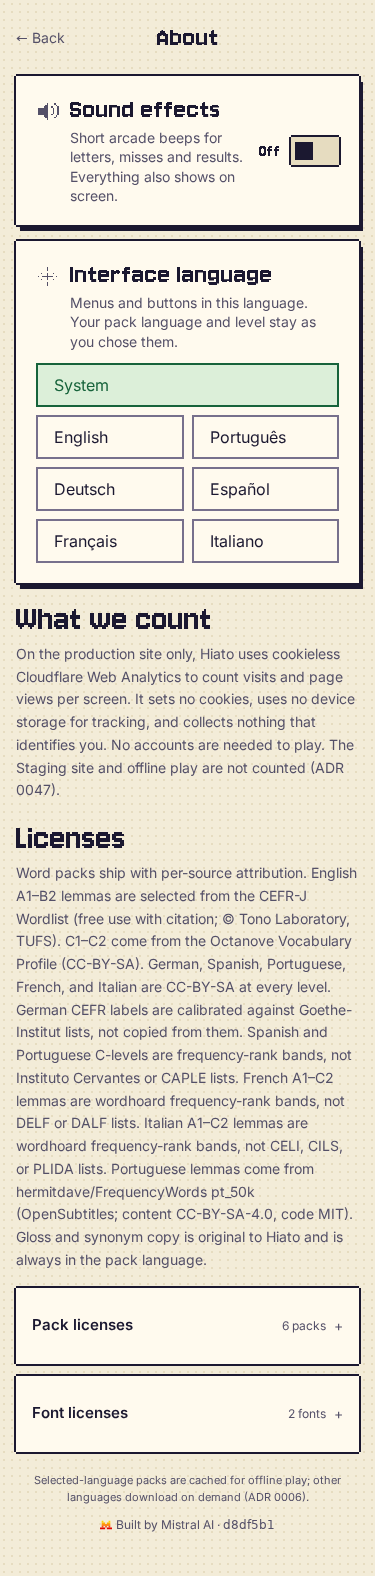 ← Back
About
Sound effects
Short arcade beeps for
letters, misses and results.
Everything also shows on
screen.
Off
Interface language
Menus and buttons in this language.
Your pack language and level stay as
you chose them.
System
English
Português
Deutsch
Español
Français
Italiano
What we count
On the production site only, Hiato uses cookieless
Cloudflare Web Analytics to count visits and page
views per screen. It sets no cookies, uses no device
storage for tracking, and collects nothing that
identifies you. No accounts are needed to play. The
Staging site and offline play are not counted (ADR
0047).
Licenses
Word packs ship with per-source attribution. English
A1–B2 lemmas are selected from the CEFR-J
Wordlist (free use with citation; © Tono Laboratory,
TUFS). C1–C2 come from the Octanove Vocabulary
Profile (CC-BY-SA). German, Spanish, Portuguese,
French, and Italian are CC-BY-SA at every level.
German CEFR labels are calibrated against Goethe-
Institut lists, not copied from them. Spanish and
Portuguese C-levels are frequency-rank bands, not
Instituto Cervantes or CAPLE lists. French A1–C2
lemmas are wordhoard frequency-rank bands, not
DELF or DALF lists. Italian A1–C2 lemmas are
wordhoard frequency-rank bands, not CELI, CILS,
or PLIDA lists. Portuguese lemmas come from
hermitdave/FrequencyWords pt_50k
(OpenSubtitles; content CC-BY-SA-4.0, code MIT).
Gloss and synonym copy is original to Hiato and is
always in the pack language.
Pack licenses
6 packs +
Font licenses
2 fonts +
Selected-language packs are cached for offline play; other
languages download on demand (ADR 0006).
Built by Mistral AI · d8df5b1